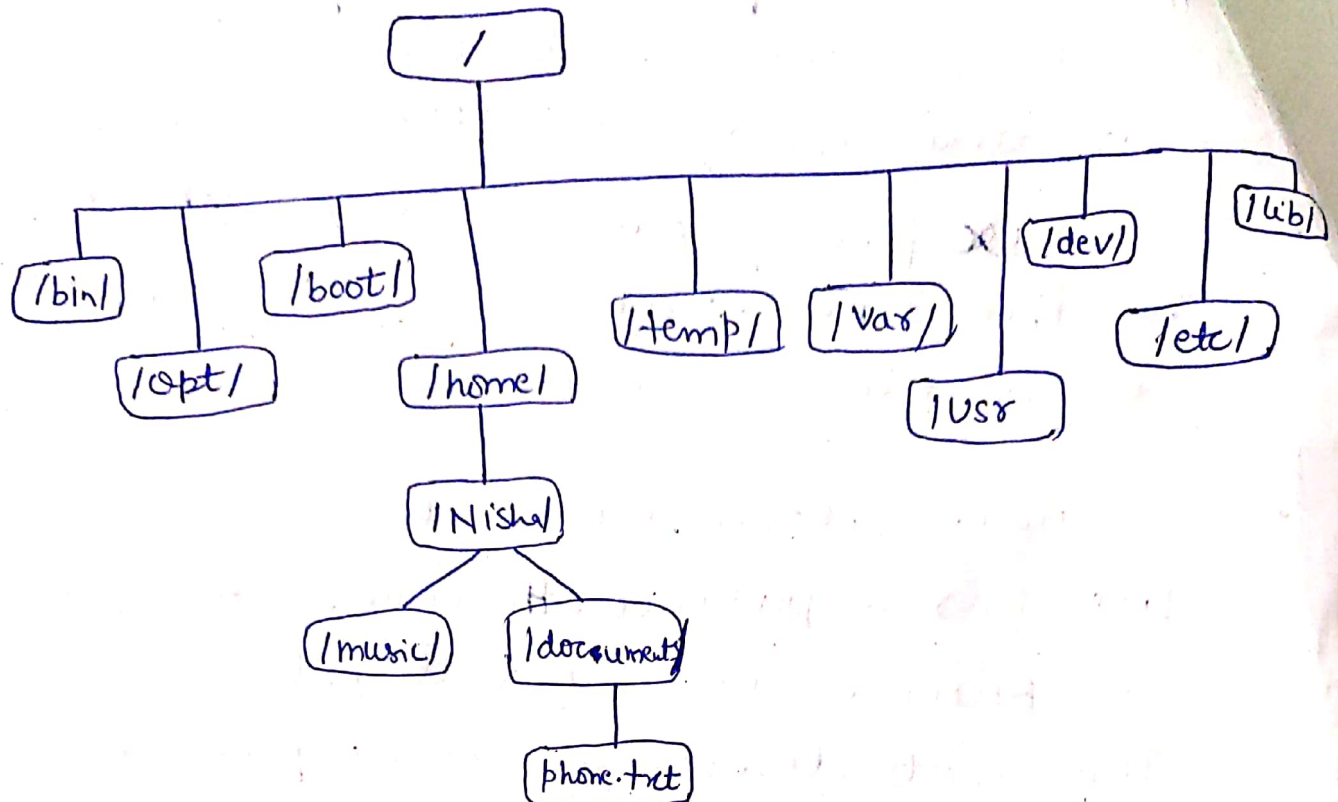 /
/lib/
/dev/
/bin/
/boot/
/temp/
/var/
/etc/
/opt/
/home/
/usr
/Nisha/
/music/
/documents/
phone.txt